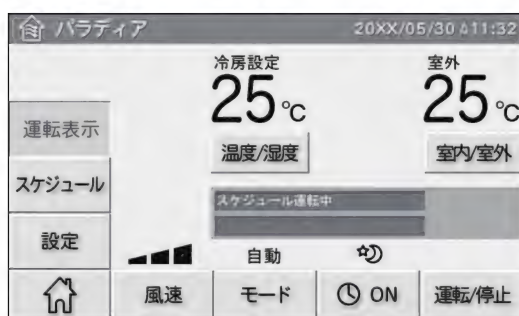 パラディア 20XX/05/30 11:32
冷房設定 室外
25℃ 25℃
運転表示
温度/湿度 室内/室外
スケジュール
スケジュール運転中
設定
自動
風速 モード ON 運転/停止